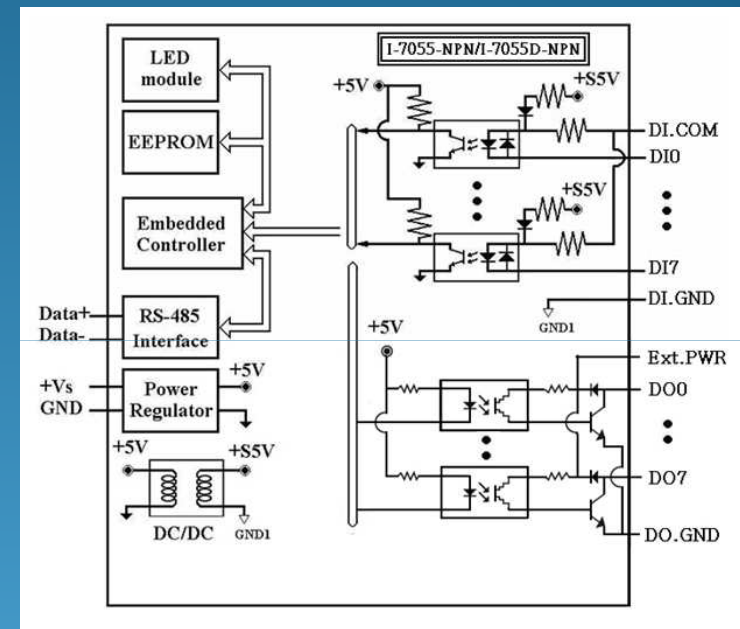 I-7055-NPN/I-7055D-NPN
LED
module
EEPROM
Embedded
Controller
RS-485
Interface
Data+
Data-
Power
Regulator
+Vs
GND
+5V
+5V
+S5V
DC/DC
GND1
+5V
+S5V
DI.COM
DI0
+S5V
DI7
DI.GND
GND1
+5V
Ext.PWR
DO0
DO7
DO.GND